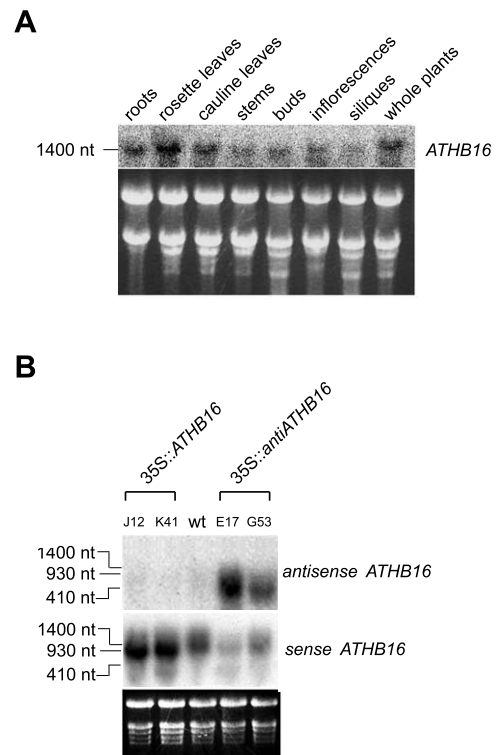 A
roots
rosette leaves
cauline leaves
stems
buds
inflorescences
siliques
whole plants
1400 nt
ATHB16
B
35S::ATHB16
35S::antiATHB16
J12 K41 wt E17 G53
1400 nt
930 nt
410 nt
antisense ATHB16
1400 nt
930 nt
410 nt
sense ATHB16